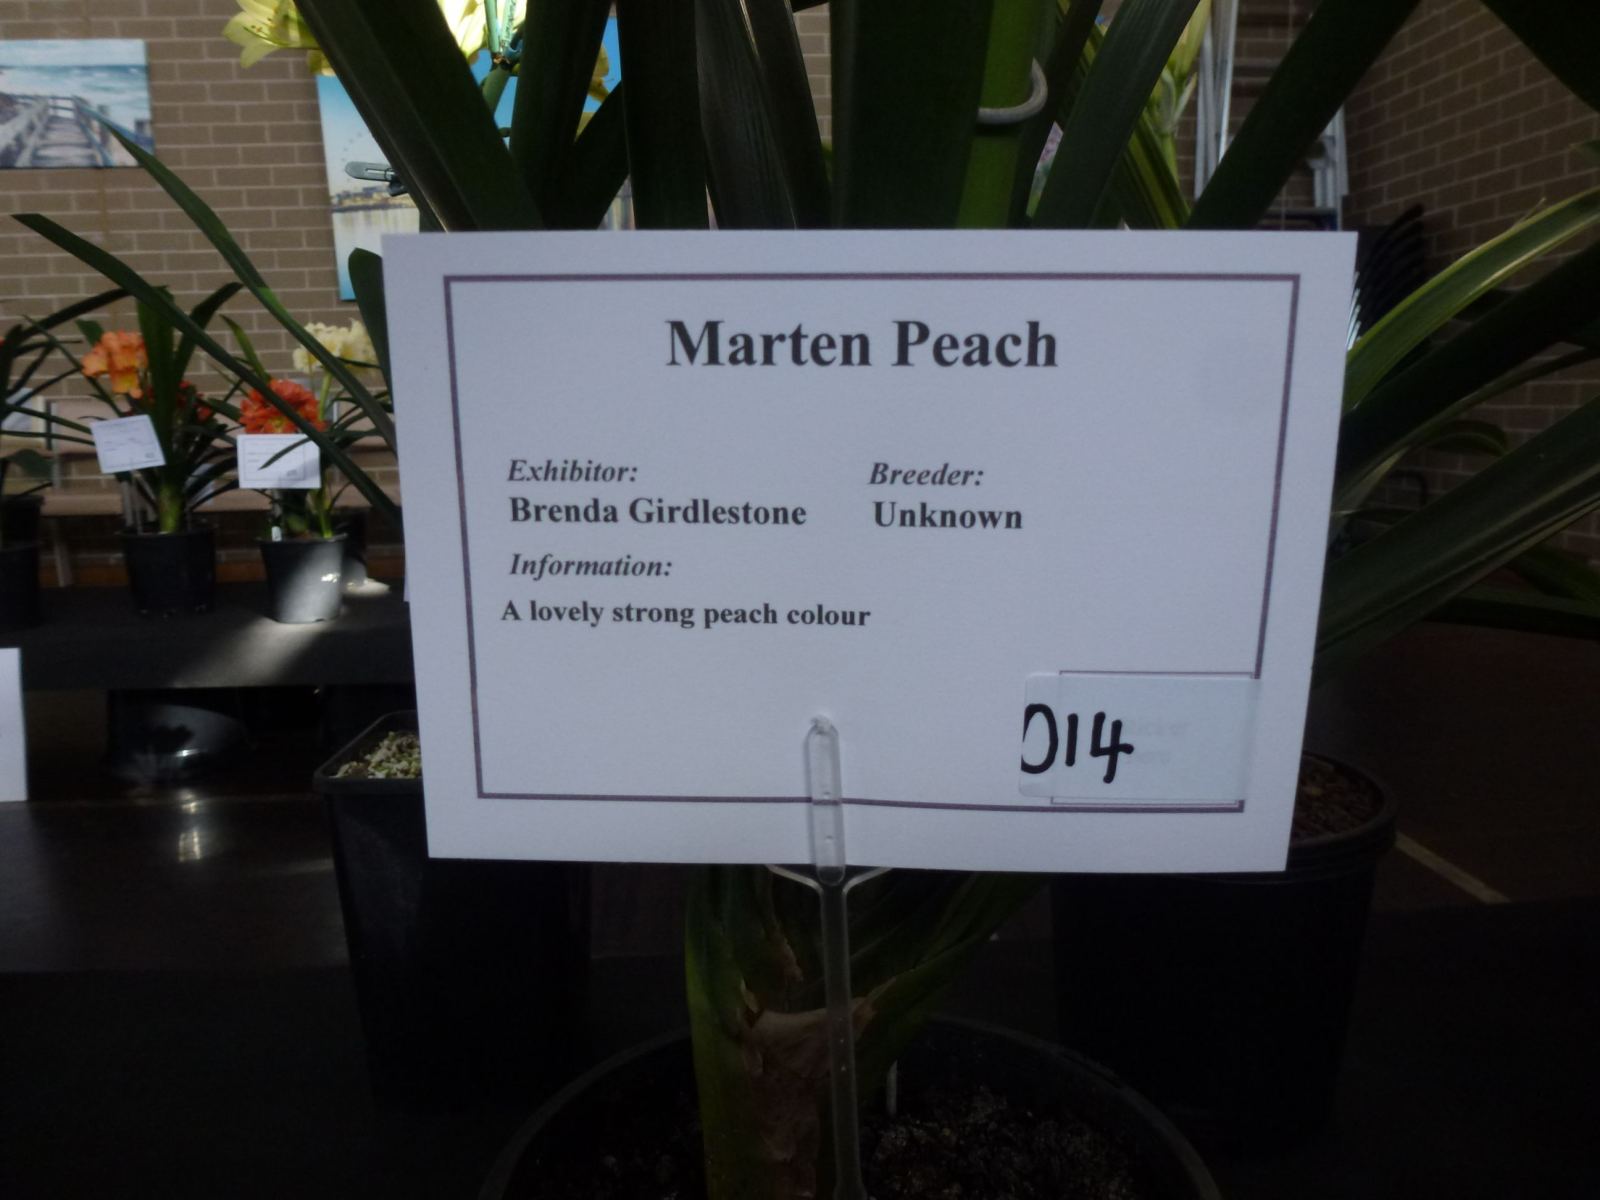 Marten Peach
Exhibitor: Breeder:
Brenda Girdlestone Unknown
Information:
A lovely strong peach colour
014